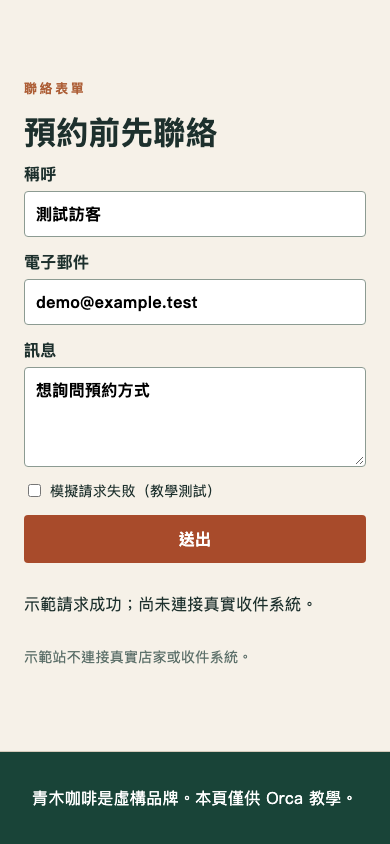 聯絡表單
預約前先聯絡
稱呼
測試訪客
電子郵件
demo@example.test
訊息
想詢問預約方式
模擬請求失敗（教學測試）
送出
示範請求成功；尚未連接真實收件系統。
示範站不連接真實店家或收件系統。
青木咖啡是虛構品牌。本頁僅供 Orca 教學。